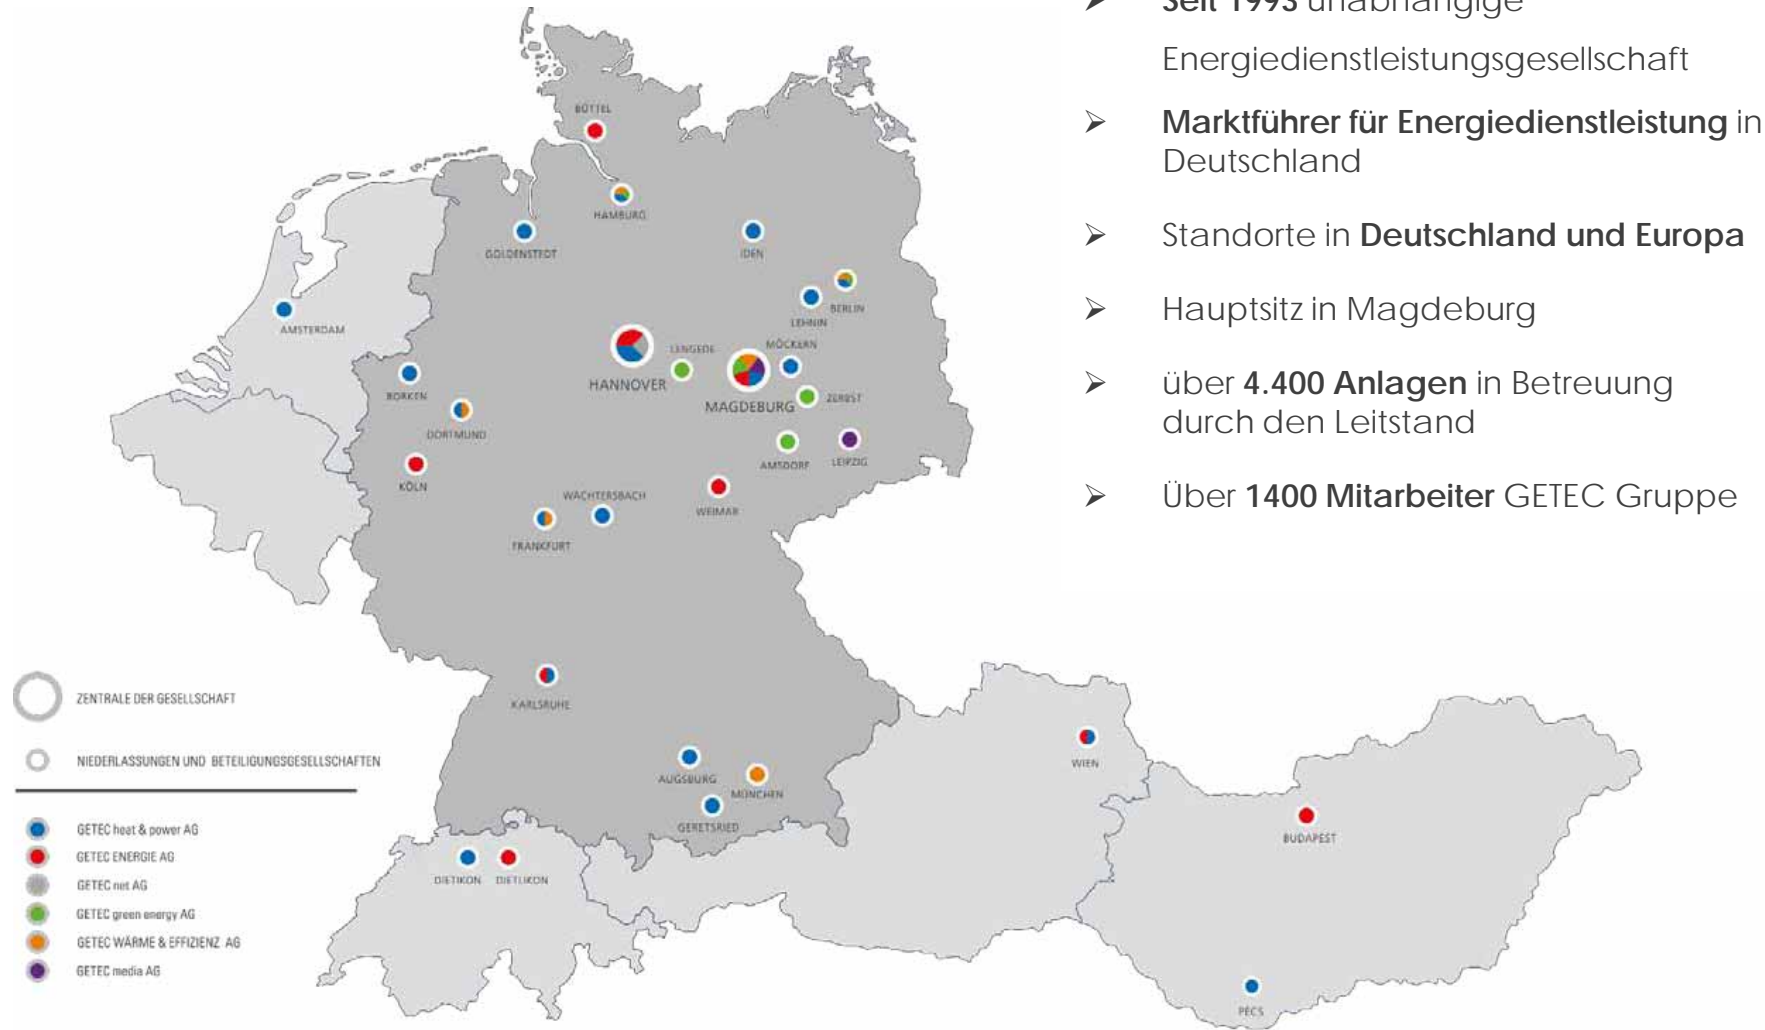 Seit 1993 unabhängige
Energiedienstleistungsgesellschaft
➢ Marktführer für Energiedienstleistung in
Deutschland
➢ Standorte in Deutschland und Europa
➢ Hauptsitz in Magdeburg
➢ über 4.400 Anlagen in Betreuung
durch den Leitstand
➢ Über 1400 Mitarbeiter GETEC Gruppe
BÜTTEL
HAMBURG
GOLDENSTEDT
IDEN
BERLIN
LEHNIN
AMSTERDAM
MÖCKERN
LENGEDE
HANNOVER
MAGDEBURG
ZERBST
BORKEN
DORTMUND
AMSDORF
LEIPZIG
KÖLN
WÄCHTERSBACH
WEIMAR
FRANKFURT
KARLSRUHE
AUGSBURG
MÜNCHEN
GERETSRIED
WIEN
BUDAPEST
DIETIKON
DIETLIKON
PÉCS
ZENTRALE DER GESELLSCHAFT
NIEDERLASSUNGEN UND BETEILIGUNGSGESELLSCHAFTEN
GETEC heat & power AG
GETEC ENERGIE AG
GETEC net AG
GETEC green energy AG
GETEC WÄRME & EFFIZIENZ AG
GETEC media AG